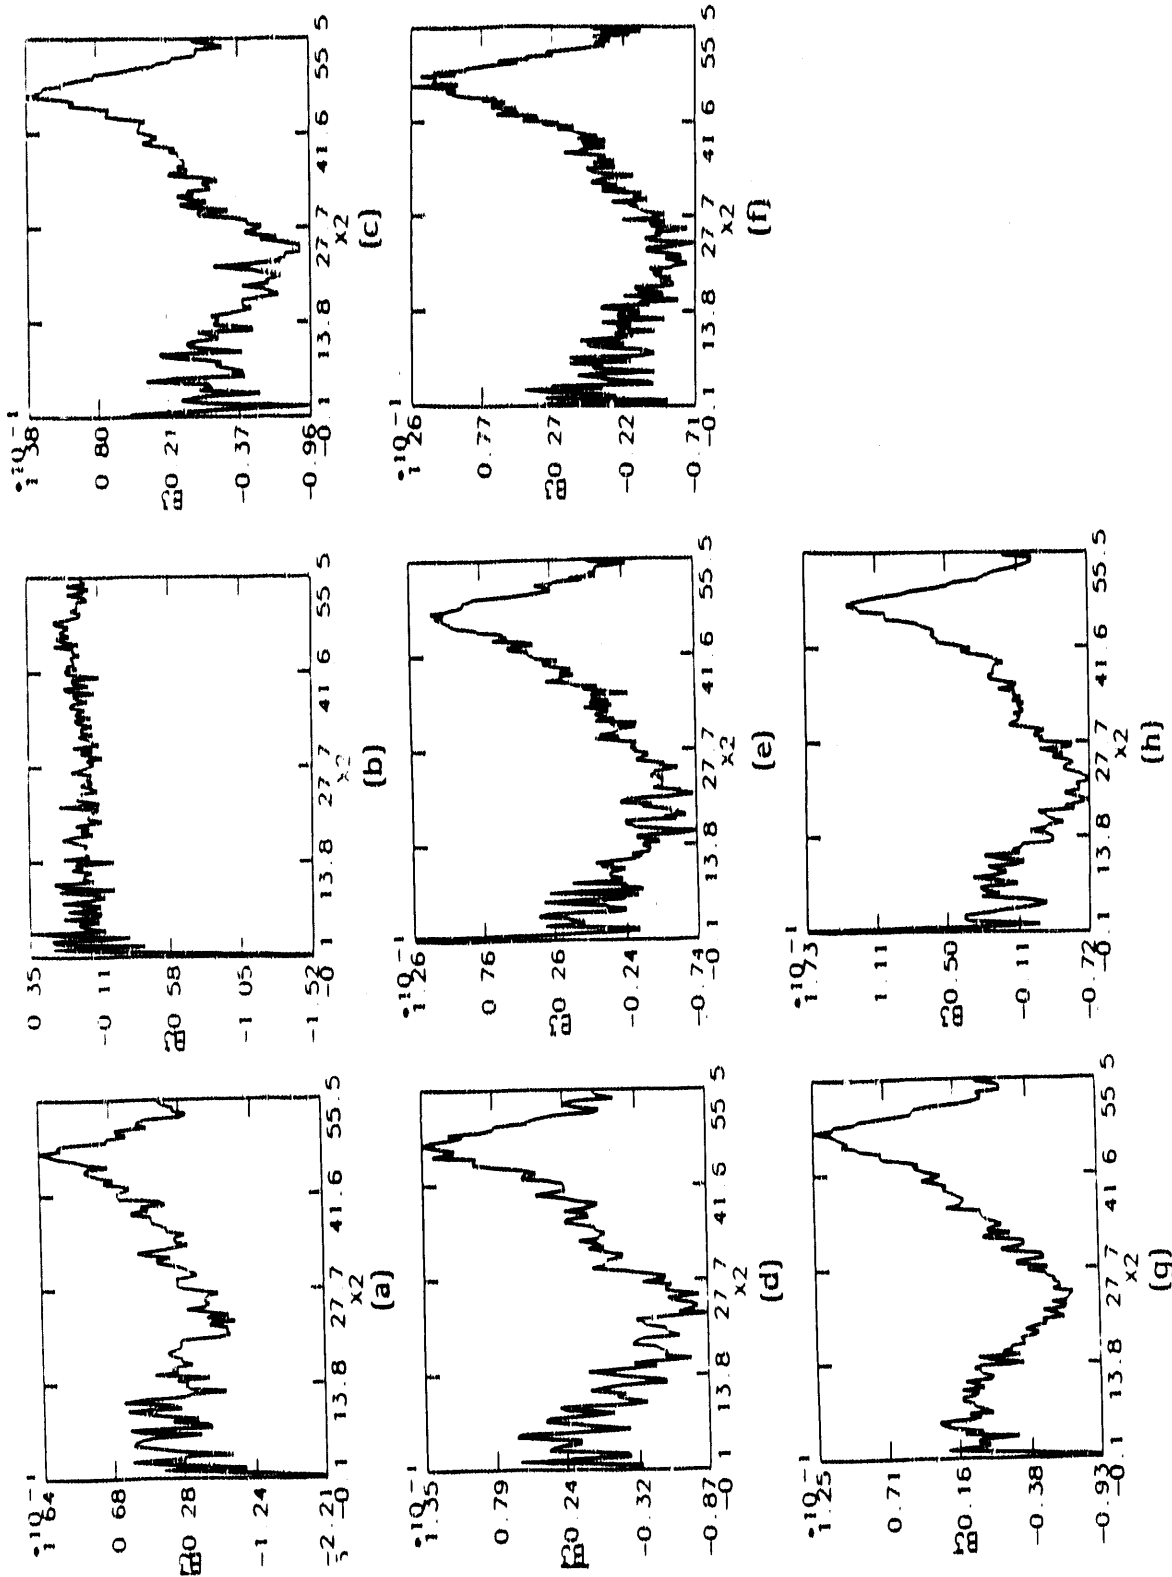 *10⁻¹
1.64
0.68
-0.28
-1.24
-2.21
-0.1 13.8 27.7 41.6 55.5
x2
(a)
0.35
-0.11
-0.58
-1.05
-1.52
-0.1 13.8 27.7 41.6 55.5
x2
(b)
*10⁻¹
1.38
0.80
0.21
-0.37
-0.96
-0.1 13.8 27.7 41.6 55.5
x2
(c)
*10⁻¹
1.35
0.79
0.24
-0.32
-0.87
-0.1 13.8 27.7 41.6 55.5
x2
(d)
*10⁻¹
1.26
0.76
0.26
-0.24
-0.74
-0.1 13.8 27.7 41.6 55.5
x2
(e)
*10⁻¹
1.26
0.77
0.27
-0.22
-0.71
-0.1 13.8 27.7 41.6 55.5
x2
(f)
*10⁻¹
1.25
0.71
0.16
-0.38
-0.93
-0.1 13.8 27.7 41.6 55.5
x2
(g)
*10⁻¹
1.73
1.11
0.50
-0.11
-0.72
-0.1 13.8 27.7 41.6 55.5
x2
(h)